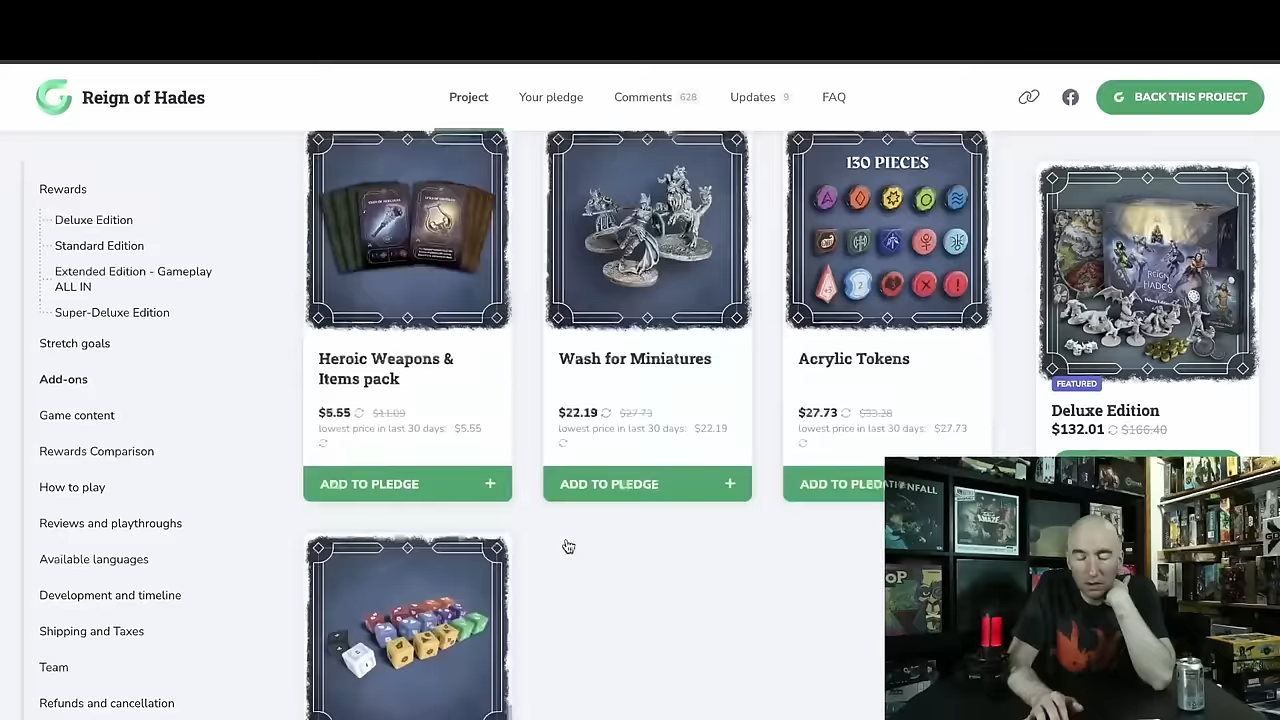 Reign of Hades
Project
Your pledge
Comments 628
Updates 9
FAQ
BACK THIS PROJECT
Rewards
Deluxe Edition
Standard Edition
Extended Edition - Gameplay
ALL IN
Super-Deluxe Edition
Stretch goals
Add-ons
Game content
Rewards Comparison
How to play
Reviews and playthroughs
Available languages
Development and timeline
Shipping and Taxes
Team
Refunds and cancellation
Heroic Weapons &
Items pack
$5.55 $11.09
lowest price in last 30 days: $5.55
ADD TO PLEDGE +
Wash for Miniatures
$22.19 $27.73
lowest price in last 30 days: $22.19
ADD TO PLEDGE +
130 PIECES
Acrylic Tokens
$27.73 $33.28
lowest price in last 30 days: $27.73
ADD TO PLEDGE
REIGN
HADES
FEATURED
Deluxe Edition
$132.01 $166.40